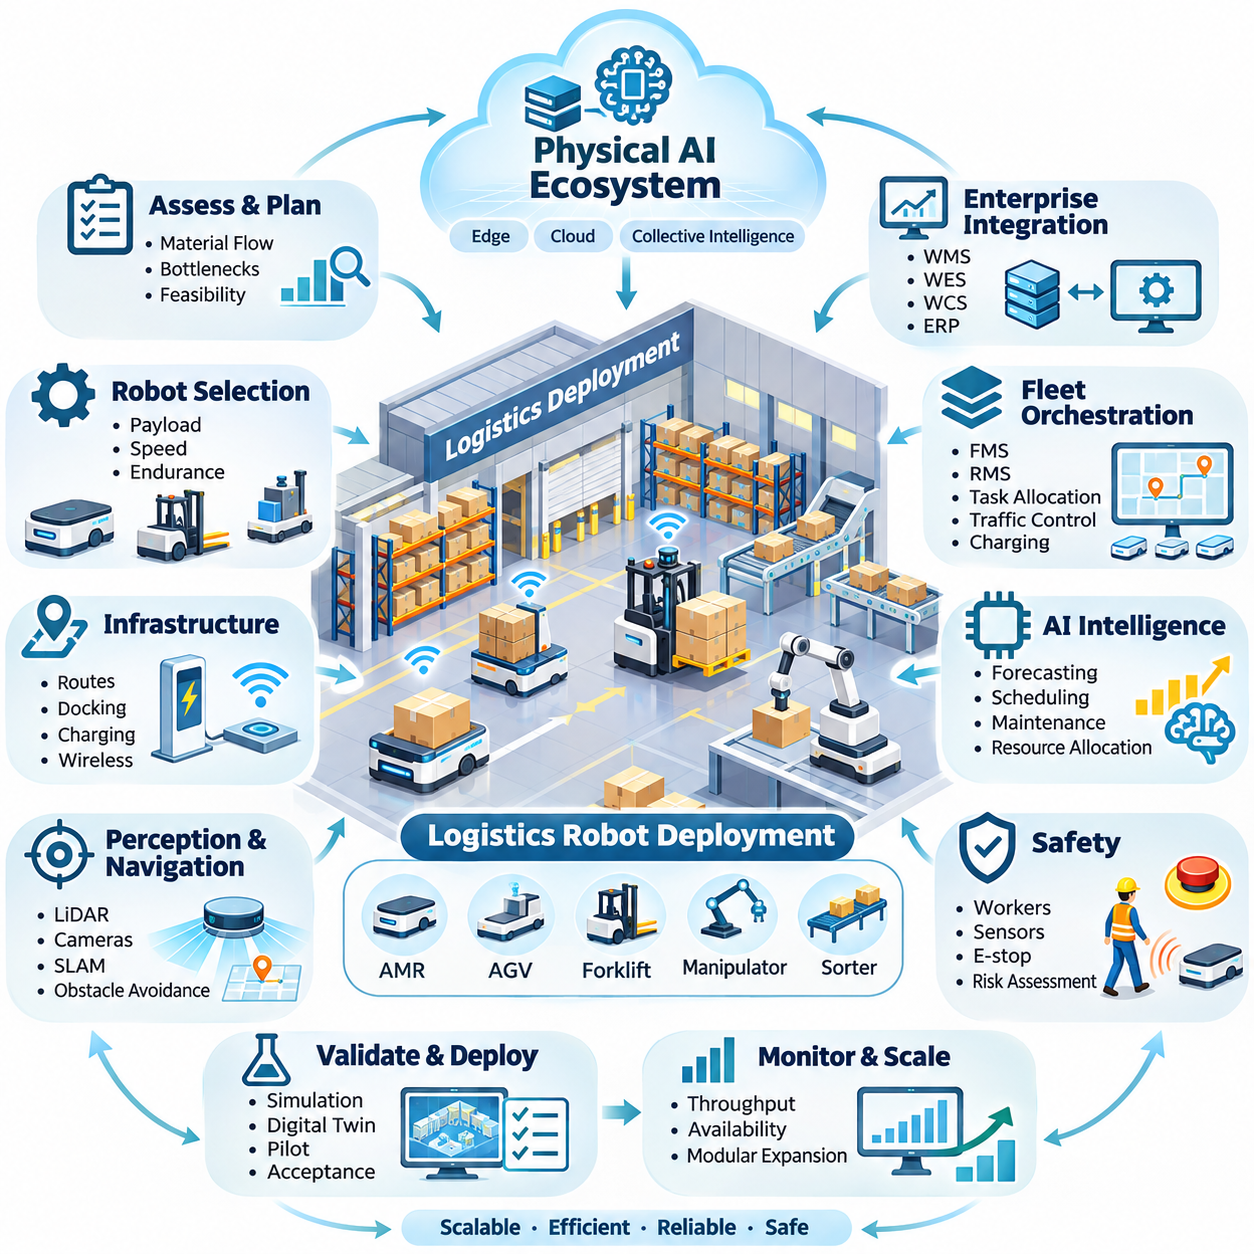 Physical AI
Ecosystem
Edge
Cloud
Collective Intelligence
Assess & Plan
• Material Flow
• Bottlenecks
• Feasibility
Enterprise
Integration
• WMS
• WES
• WCS
• ERP
Robot Selection
• Payload
• Speed
• Endurance
Fleet
Orchestration
• FMS
• RMS
• Task Allocation
• Traffic Control
• Charging
Logistics Deployment
Infrastructure
• Routes
• Docking
• Charging
• Wireless
AI Intelligence
• Forecasting
• Scheduling
• Maintenance
• Resource Allocation
Perception &
Navigation
• LiDAR
• Cameras
• SLAM
• Obstacle Avoidance
Logistics Robot Deployment
AMR
AGV
Forklift
Manipulator
Sorter
Safety
• Workers
• Sensors
• E-stop
• Risk Assessment
Validate & Deploy
• Simulation
• Digital Twin
• Pilot
• Acceptance
Monitor & Scale
• Throughput
• Availability
• Modular Expansion
Scalable · Efficient · Reliable · Safe